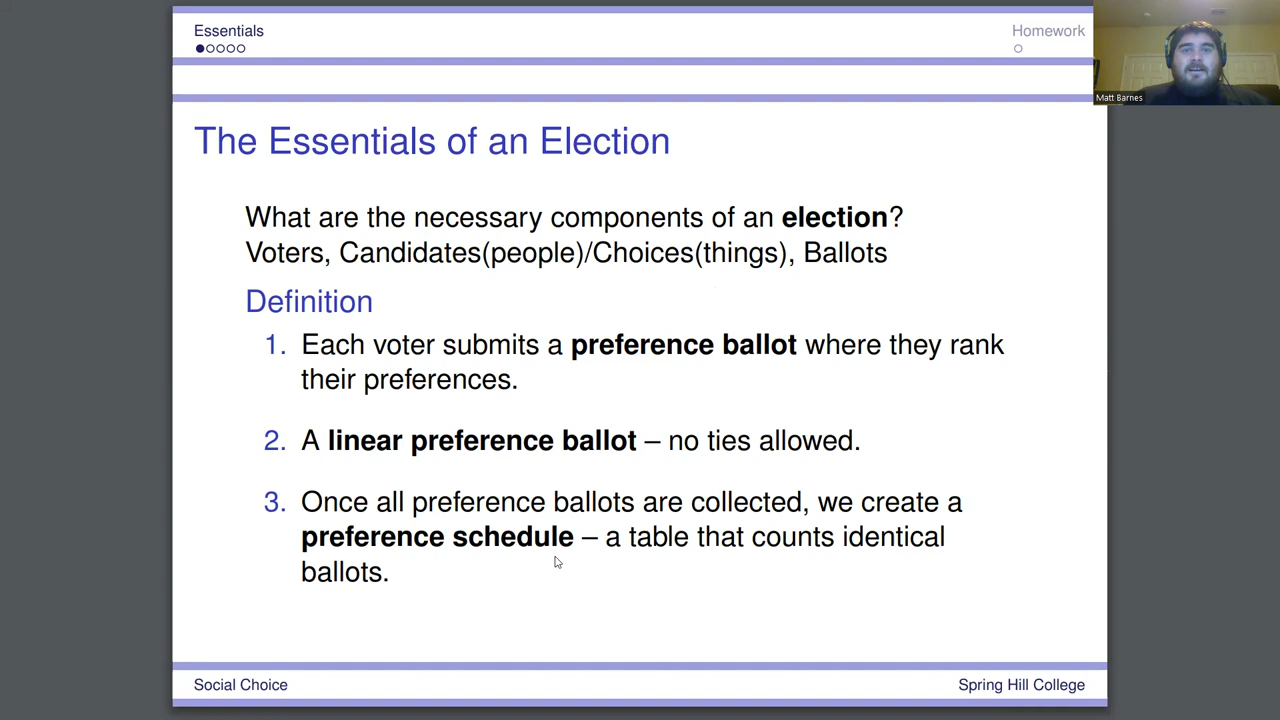 Essentials
Homework
Matt Barnes
The Essentials of an Election
What are the necessary components of an election?
Voters, Candidates(people)/Choices(things), Ballots
Definition
1. Each voter submits a preference ballot where they rank
their preferences.
2. A linear preference ballot – no ties allowed.
3. Once all preference ballots are collected, we create a
preference schedule – a table that counts identical
ballots.
Social Choice
Spring Hill College